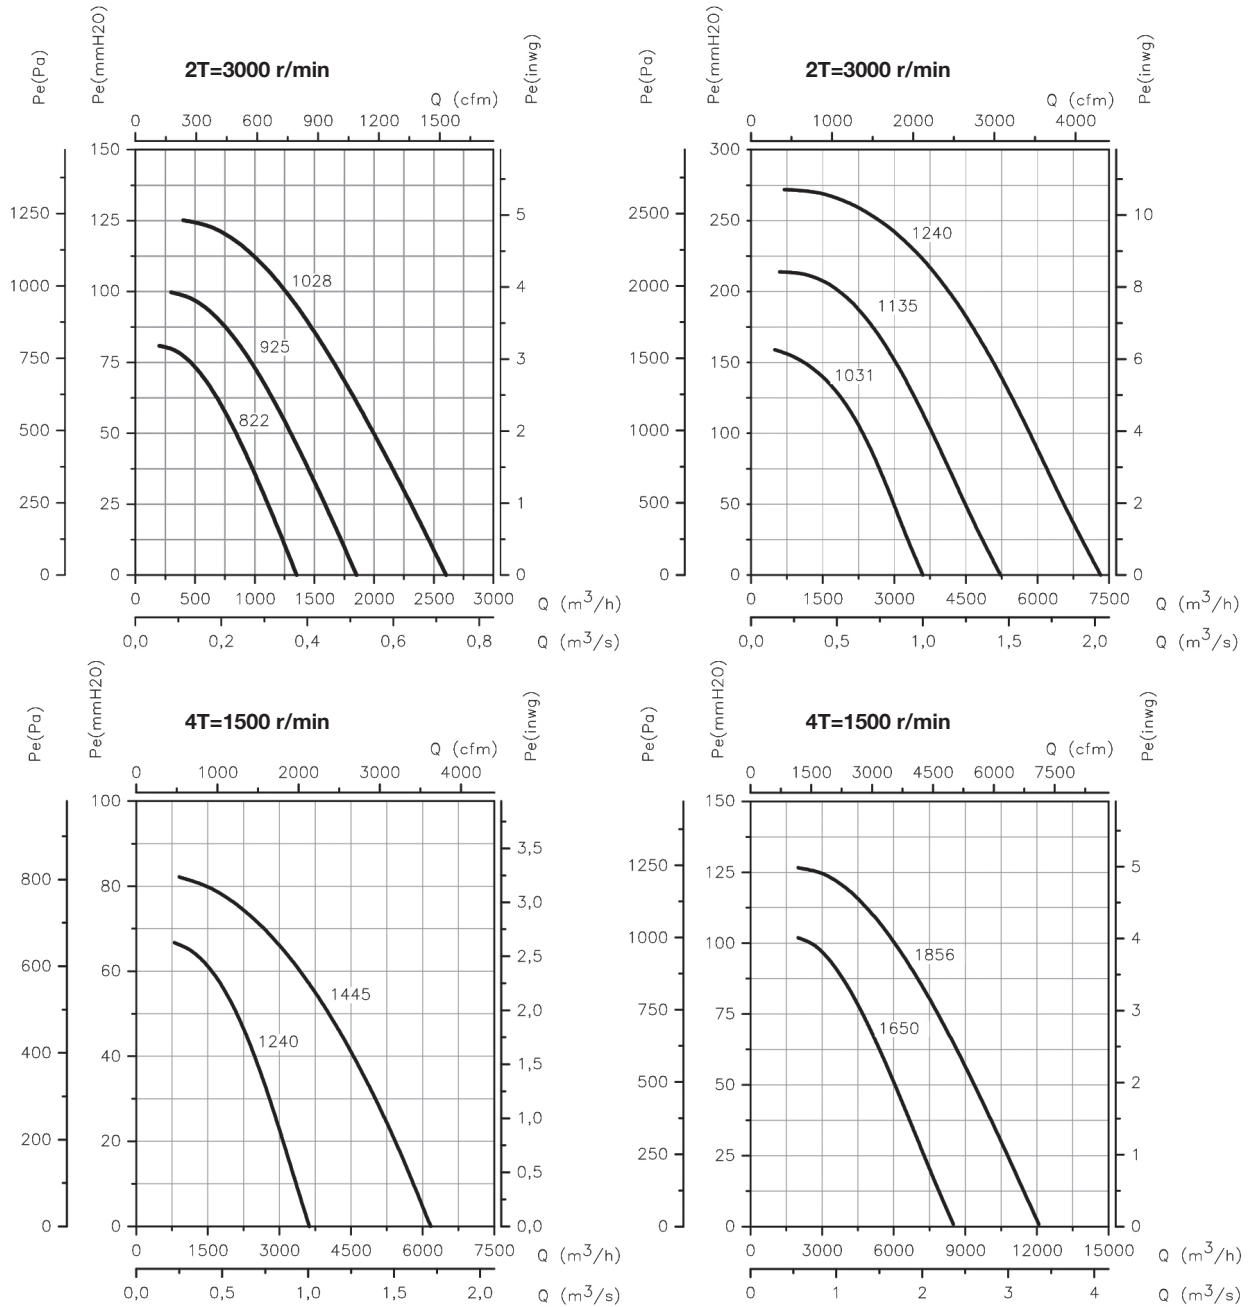 Pe(Pa)
Pe(mmH2O)
2T=3000 r/min
Q (cfm)
Pe(inwg)
0 300 600 900 1200 1500
150
125
100
75
50
25
0
1250
1000
750
500
250
0
5
4
3
2
1
0
1028
925
822
0 500 1000 1500 2000 2500 3000 Q (m³/h)
0,0 0,2 0,4 0,6 0,8 Q (m³/s)
Pe(Pa)
Pe(mmH2O)
2T=3000 r/min
Q (cfm)
Pe(inwg)
0 1000 2000 3000 4000
300
250
200
150
100
50
0
2500
2000
1500
1000
500
0
10
8
6
4
2
0
1240
1135
1031
0 1500 3000 4500 6000 7500 Q (m³/h)
0,0 0,5 1,0 1,5 2,0 Q (m³/s)
Pe(Pa)
Pe(mmH2O)
4T=1500 r/min
Q (cfm)
Pe(inwg)
0 1000 2000 3000 4000
100
80
60
40
20
0
800
600
400
200
0
3,5
3,0
2,5
2,0
1,5
1,0
0,5
0,0
1445
1240
0 1500 3000 4500 6000 7500 Q (m³/h)
0,0 0,5 1,0 1,5 2,0 Q (m³/s)
Pe(Pa)
Pe(mmH2O)
4T=1500 r/min
Q (cfm)
Pe(inwg)
0 1500 3000 4500 6000 7500
150
125
100
75
50
25
0
1250
1000
750
500
250
0
5
4
3
2
1
0
1856
1650
0 3000 6000 9000 12000 15000 Q (m³/h)
0 1 2 3 4 Q (m³/s)